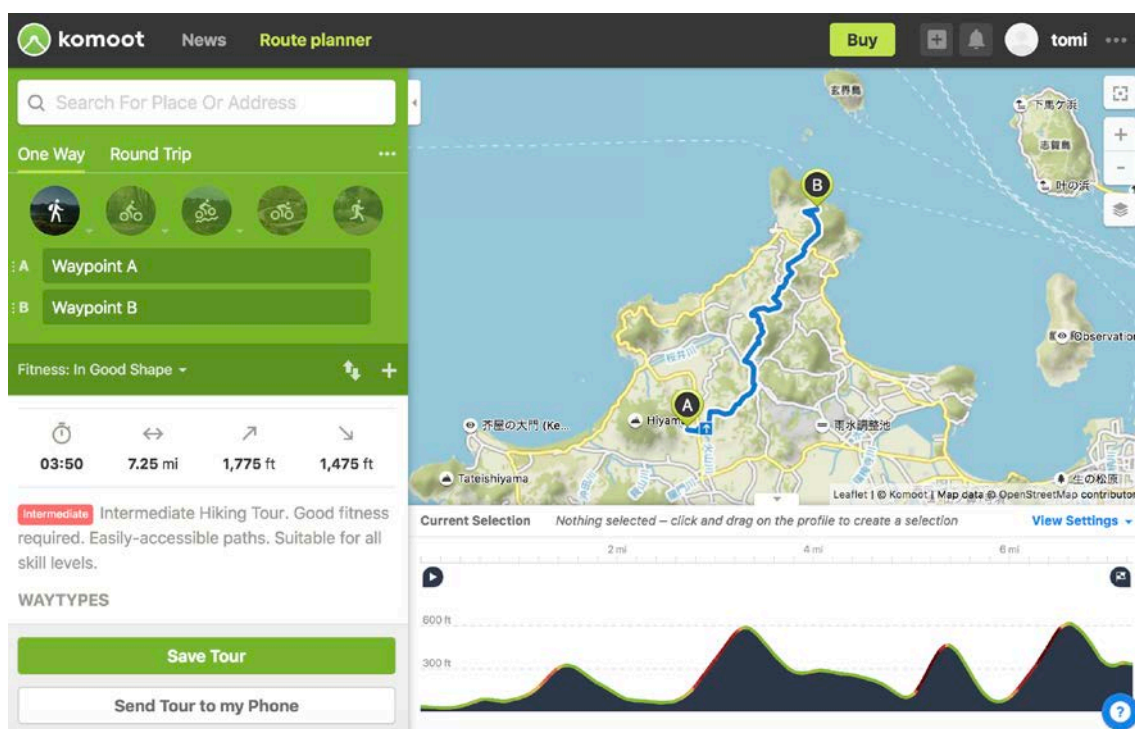 komoot
News
Route planner
Buy
tomi
Search For Place Or Address
One Way
Round Trip
A
Waypoint A
B
Waypoint B
Fitness: In Good Shape
03:50
7.25 mi
1,775 ft
1,475 ft
Intermediate Intermediate Hiking Tour. Good fitness
required. Easily-accessible paths. Suitable for all
skill levels.
WAYTYPES
Save Tour
Send Tour to my Phone
玄界島
下馬ケ浜
志賀島
叶の浜
B
桜井川
A
芥屋の大門 (Ke...
雨水調整池
Tateishiyama
生の松原
Leaflet | © Komoot | Map data © OpenStreetMap contributor
Current Selection
Nothing selected – click and drag on the profile to create a selection
View Settings
2 mi
4 mi
6 mi
600 ft
300 ft
?